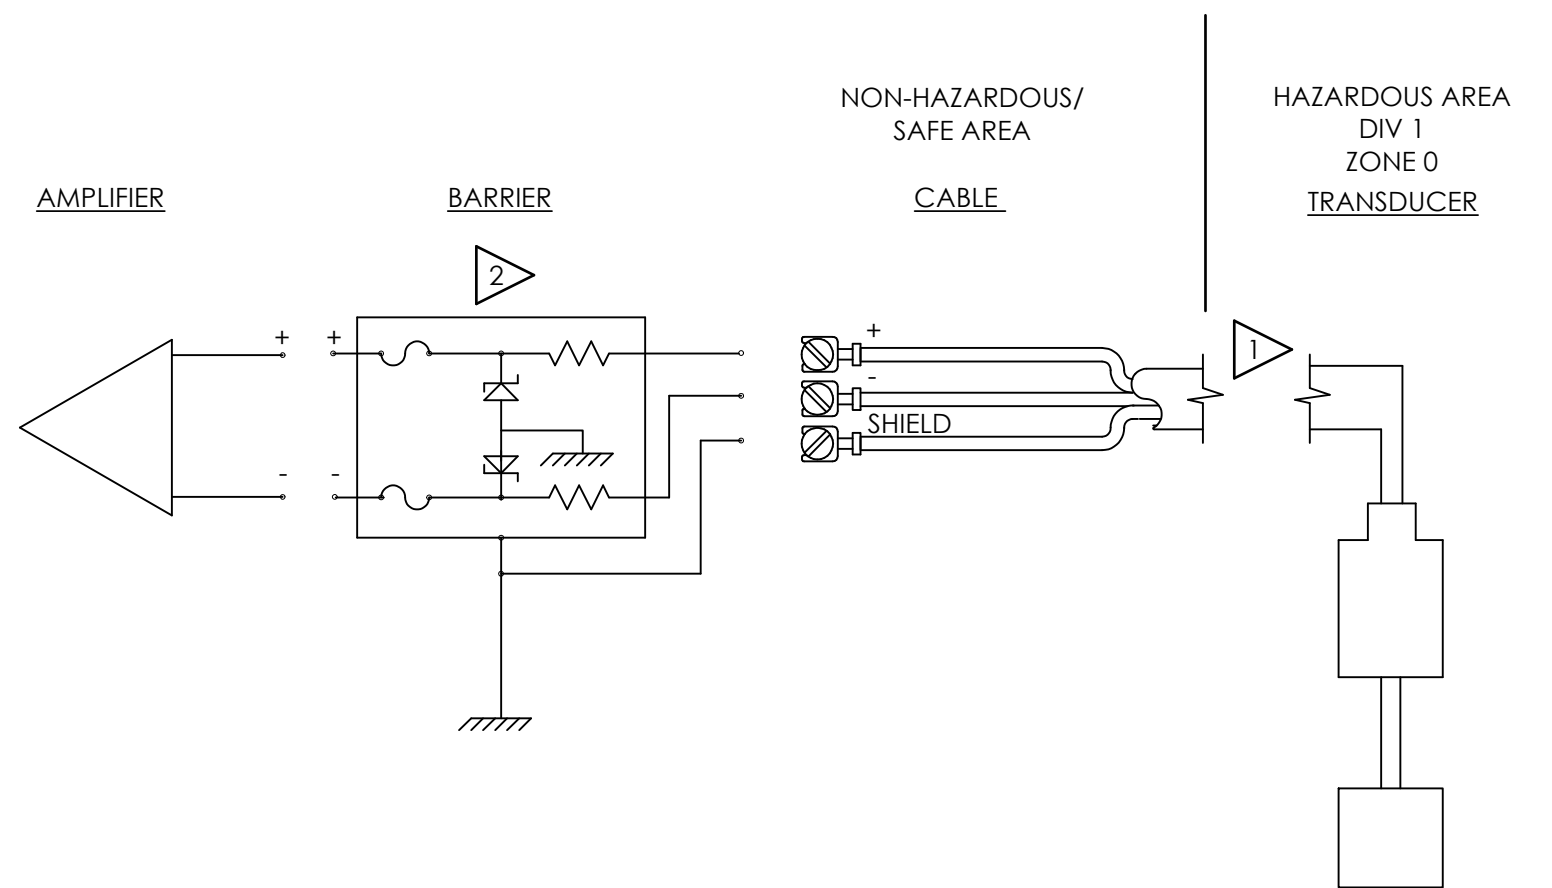 NON-HAZARDOUS/
SAFE AREA
HAZARDOUS AREA
DIV 1
ZONE 0
AMPLIFIER
BARRIER
CABLE
TRANSDUCER
2
+
+
+
1
-
SHIELD
-
-